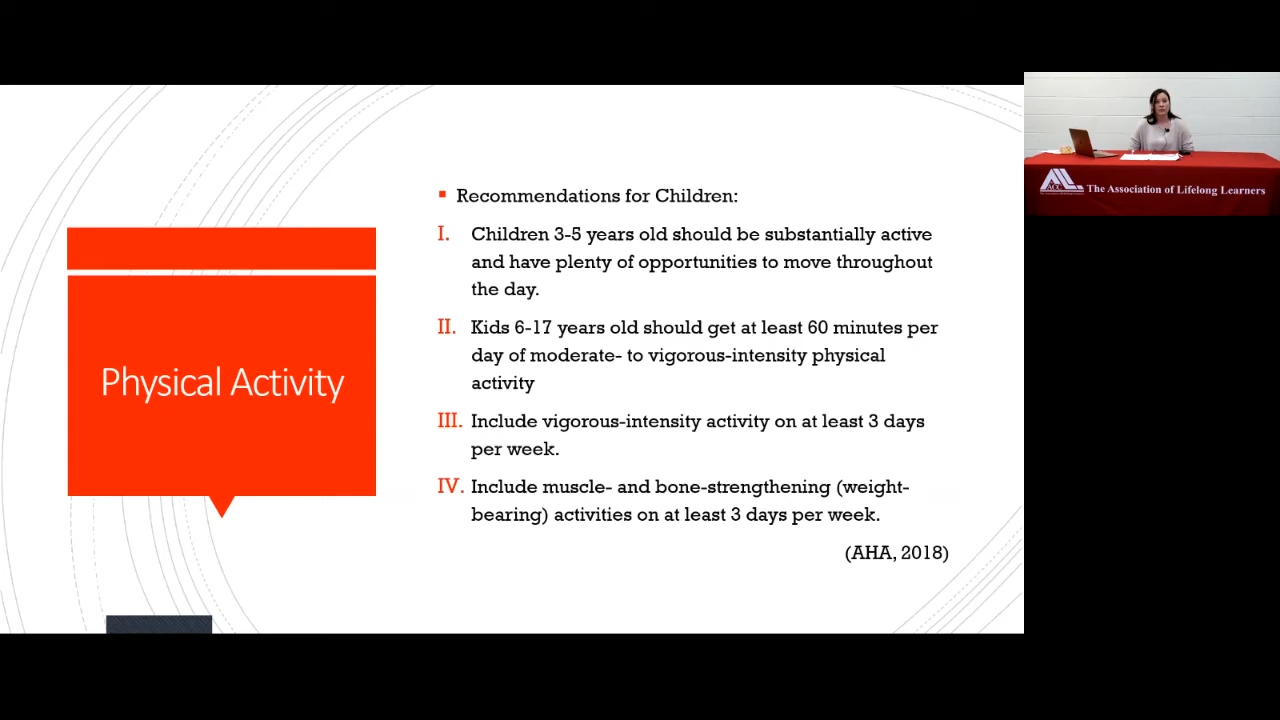 Physical Activity
▪ Recommendations for Children:
I. Children 3-5 years old should be substantially active
and have plenty of opportunities to move throughout
the day.
II. Kids 6-17 years old should get at least 60 minutes per
day of moderate- to vigorous-intensity physical
activity
III. Include vigorous-intensity activity on at least 3 days
per week.
IV. Include muscle- and bone-strengthening (weight-
bearing) activities on at least 3 days per week.
(AHA, 2018)
ACC
The Association of Lifelong Learners